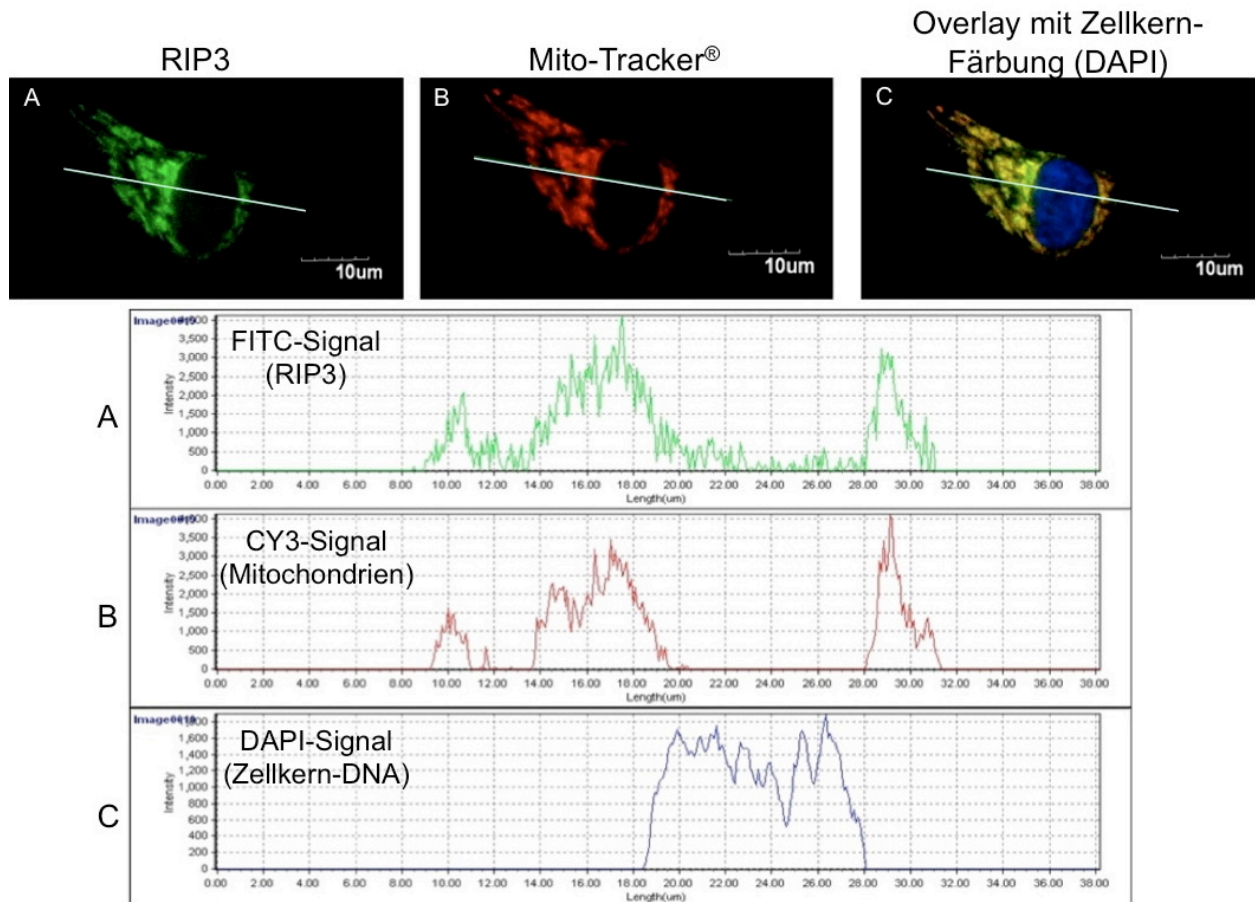 RIP3
Mito-Tracker®
Overlay mit Zellkern-
Färbung (DAPI)
A
B
C
10um
10um
10um
A
FITC-Signal
(RIP3)
Intensity
3,500
3,000
2,500
2,000
1,500
1,000
500
0
0.00 2.00 4.00 6.00 8.00 10.00 12.00 14.00 16.00 18.00 20.00 22.00 24.00 26.00 28.00 30.00 32.00 34.00 36.00 38.00
Length(um)
B
CY3-Signal
(Mitochondrien)
Intensity
3,500
3,000
2,500
2,000
1,500
1,000
500
0
0.00 2.00 4.00 6.00 8.00 10.00 12.00 14.00 16.00 18.00 20.00 22.00 24.00 26.00 28.00 30.00 32.00 34.00 36.00 38.00
Length(um)
C
DAPI-Signal
(Zellkern-DNA)
Intensity
1,600
1,400
1,200
1,000
800
600
400
200
0
0.00 2.00 4.00 6.00 8.00 10.00 12.00 14.00 16.00 18.00 20.00 22.00 24.00 26.00 28.00 30.00 32.00 34.00 36.00 38.00
Length(um)